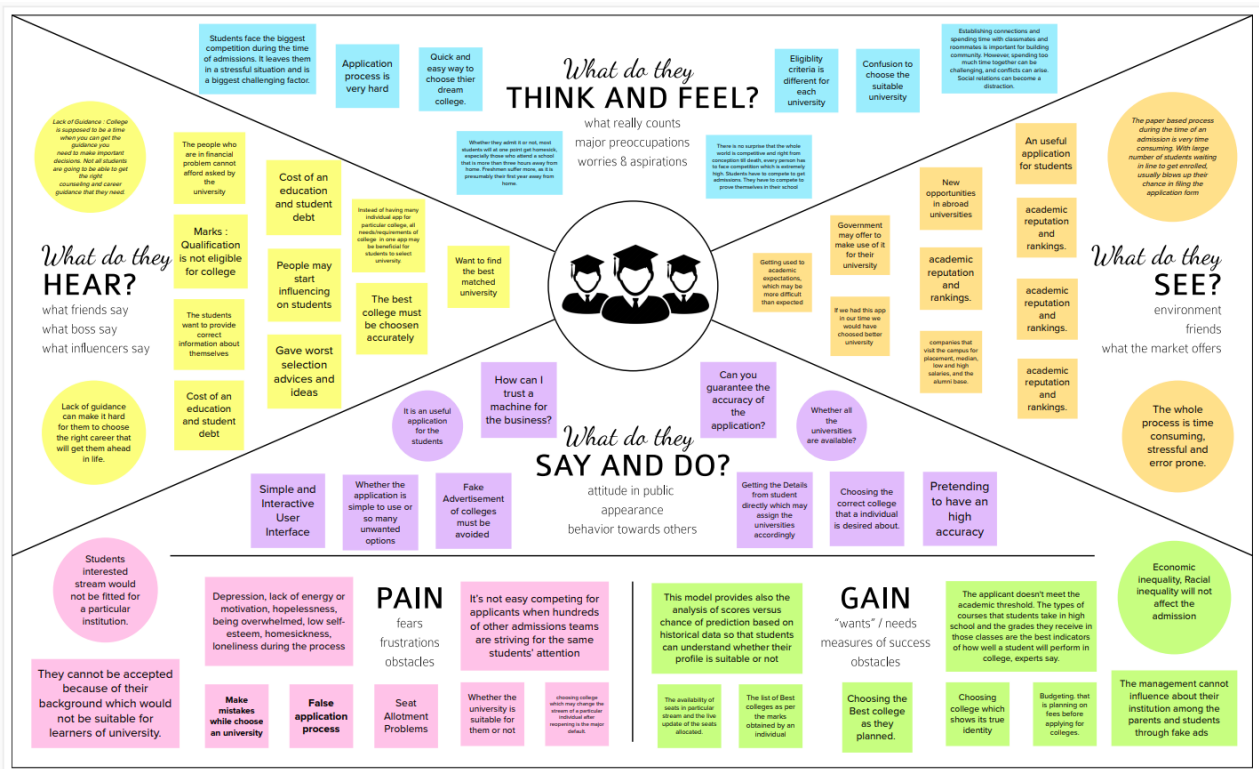 Students face the biggest
competition during the time
of admissions. It leaves them
in a stressful situation and is
a biggest challenging factor.
Application
process is
very hard
Quick and
easy way to
choose thier
dream
college.
What do they
THINK AND FEEL?
what really counts
major preoccupations
worries & aspirations
Eligiblity
criteria is
different for
each
university
Confusion to
choose the
suitable
university
Establishing connections and
spending time with classmates and
roommates is important for building
community. However, spending too
much time together can be
challenging, and conflicts can arise.
Social relations can become a
distraction.
Whether they admit it or not, most
students will at one point get homesick,
especially those who attend a school
that is more than three hours away from
home. Freshmen suffer more, as it is
presumably their first year away from
home.
There is no surprise that the whole
world is competitive and right from
conception till death, every person has
to face competition which is extremely
high. Students have to compete to get
admissions. They have to compete to
prove themselves in their school
Lack of Guidance : College
is supposed to be a time
when you can get the
guidance you
need to make important
decisions. Not all students
are going to be able to get
the right
counseling and career
guidance that they need.
The people who
are in financial
problem cannot
afford asked by
the
university
Cost of an
education
and student
debt
Instead of having many
individual app for
particular college, all
needs/requirements of
college in one app may
be beneficial for
students to select
university.
Marks :
Qualification
is not eligible
for college
People may
start
influencing
on students
Want to find
the best
matched
university
What do they
HEAR?
what friends say
what boss say
what influencers say
The students
want to provide
correct
information about
themselves
The best
college must
be choosen
accurately
Gave worst
selection
advices and
ideas
Lack of guidance
can make it hard
for them to choose
the right career that
will get them ahead
in life.
Cost of an
education
and student
debt
The paper based process
during the time of an
admission is very time
consuming. With large
number of students waiting
in line to get enrolled,
usually blows up their
chance in filing the
application form
An useful
application
for students
New
opportunities
in abroad
universities
academic
reputation
and
rankings.
Government
may offer to
make use of it
for their
university
Getting used to
academic
expectations,
which may be
more difficult
than expected
academic
reputation
and
rankings.
academic
reputation
and
rankings.
What do they
SEE?
environment
friends
what the market offers
If we had this app
in our time we
would have
choosed better
university
companies that
visit the campus for
placement, median,
low and high
salaries, and the
alumni base.
academic
reputation
and
rankings.
The whole
process is time
consuming,
stressful and
error prone.
It is an useful
application
for the
students
How can I
trust a
machine for
the business?
Can you
guarantee the
accuracy of
the
application?
Whether all
the
universities
are available?
What do they
SAY AND DO?
attitude in public
appearance
behavior towards others
Simple and
Interactive
User
Interface
Whether the
application is
simple to use or
so many
unwanted
options
Fake
Advertisement
of colleges
must be
avoided
Getting the Details
from student
directly which may
assign the
universities
accordingly
Choosing the
correct college
that a individual
is desired about.
Pretending
to have an
high
accuracy
Students
interested
stream would
not be fitted for
a particular
institution.
Depression, lack of energy or
motivation, hopelessness,
being overwhelmed, low self-
esteem, homesickness,
loneliness during the process
PAIN
fears
frustrations
obstacles
It's not easy competing for
applicants when hundreds
of other admissions teams
are striving for the same
students' attention
They cannot be accepted
because of their
background which would
not be suitable for
learners of university.
Make
mistakes
while choose
an university
False
application
process
Seat
Allotment
Problems
Whether the
university is
suitable for
them or not
choosing college
which may change the
stream of a particular
individual after
reopening is the major
default.
This model provides also the
analysis of scores versus
chance of prediction based on
historical data so that students
can understand whether their
profile is suitable or not
GAIN
"wants" / needs
measures of success
obstacles
The applicant doesn't meet the
academic threshold. The types of
courses that students take in high
school and the grades they receive in
those classes are the best indicators
of how well a student will perform in
college, experts say.
Economic
inequality, Racial
inequality will not
affect the
admission
The availability of
seats in particular
stream and the live
update of the seats
allocated.
The list of Best
colleges as per
the marks
obtained by an
individual
Choosing the
Best college
as they
planned.
Choosing
college which
shows its true
identity
Budgeting. that
is planning on
fees before
applying for
colleges.
The management cannot
influence about their
institution among the
parents and students
through fake ads